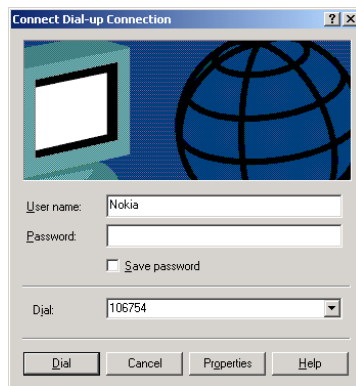 Connect Dial-up Connection
User name: Nokia
Password:
Save password
Dial: 106754
Dial Cancel Properties Help